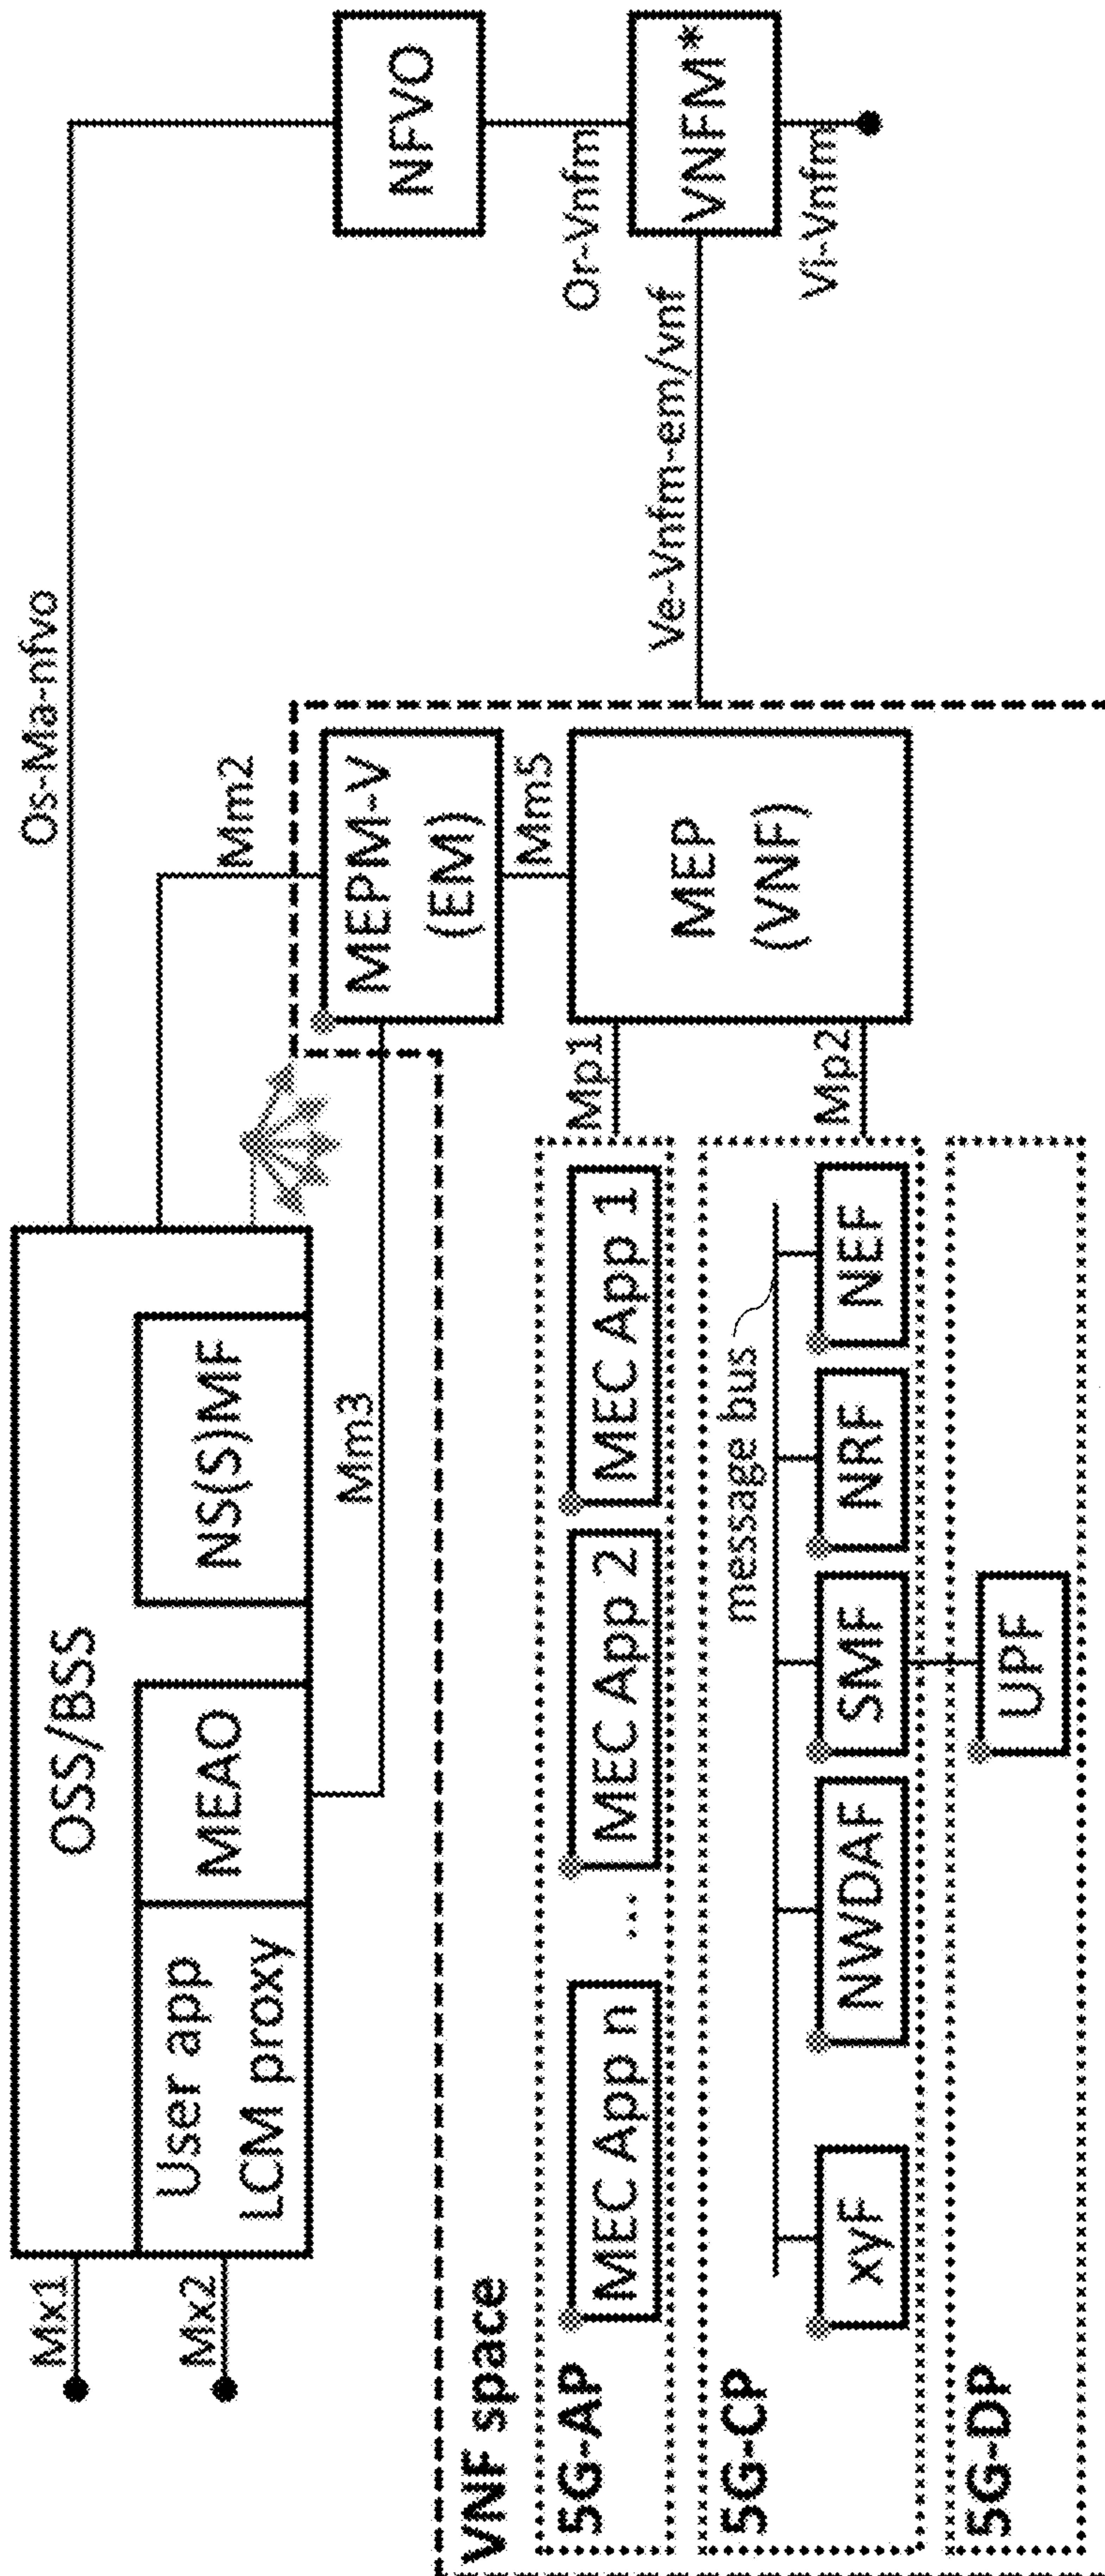 Mx1
Mx2
OSS/BSS
User app
LCM proxy
MEAO
NS(S)MF
Os-Ma-nfvo
Mm2
Mm3
NFVO
Or-Vnfm
VNFM*
Vi-Vnfm
Ve-Vnfm-em/vnf
VNF space
MEPM-V
(EM)
Mm5
MEP
(VNF)
Mp1
Mp2
5G-AP
MEC App n
...
MEC App 2
MEC App 1
5G-CP
message bus
xyF
NWDAF
SMF
NRF
NEF
5G-DP
UPF